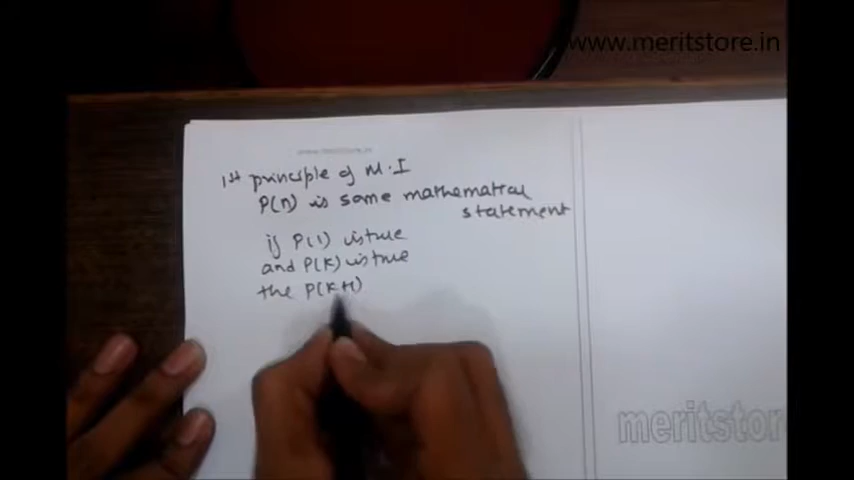 www.meritstore.in
1st principle of M.I
P(n) is some mathematical
statement
if P(1) is true
and P(K) is true
the P(K+1)
meritstore